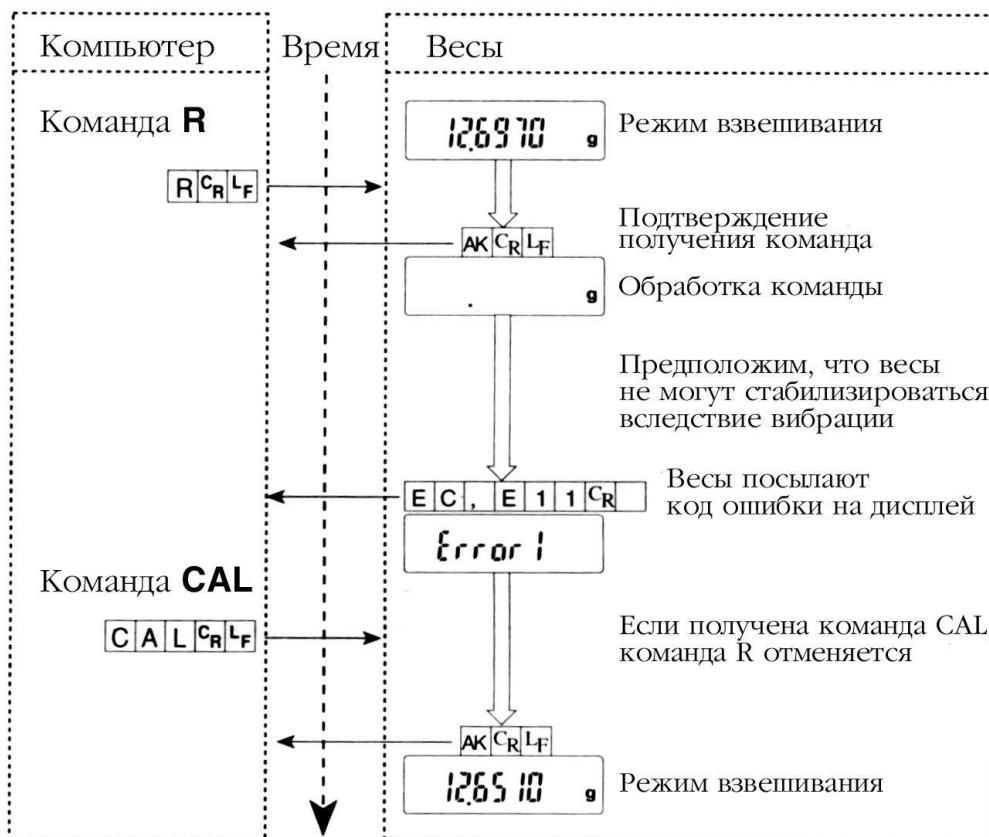 Компьютер Время Весы
Команда R
12.6970 g Режим взвешивания
R CR LF
Подтверждение
AK CR LF получения команда
. g Обработка команды
Предположим, что весы
не могут стабилизироваться
вследствие вибрации
Весы посылают
E C , E 1 1 CR код ошибки на дисплей
Error 1
Команда CAL
C A L CR LF
Если получена команда CAL
команда R отменяется
AK CR LF
12.6510 g Режим взвешивания